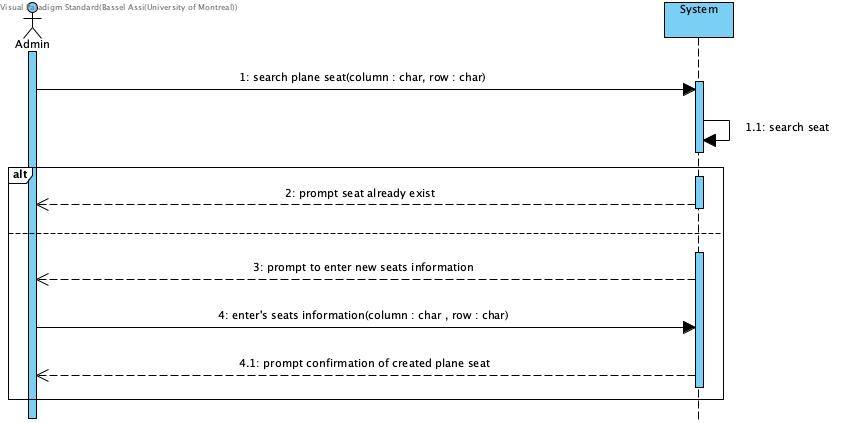 Visual Paradigm Standard(Bassel Assi(University of Montreal))
System
Admin
1: search plane seat(column : char, row : char)
1.1: search seat
alt
2: prompt seat already exist
3: prompt to enter new seats information
4: enter's seats information(column : char , row : char)
4.1: prompt confirmation of created plane seat